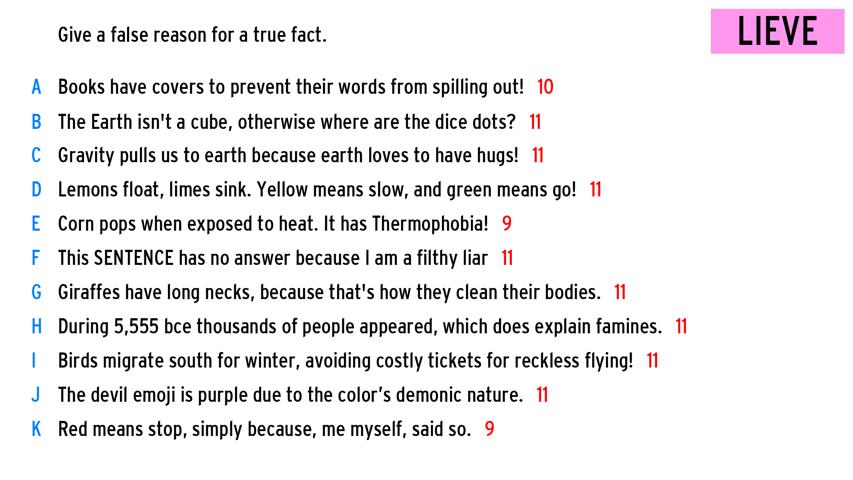 Give a false reason for a true fact.
LIEVE
A Books have covers to prevent their words from spilling out! 10
B The Earth isn't a cube, otherwise where are the dice dots? 11
C Gravity pulls us to earth because earth loves to have hugs! 11
D Lemons float, limes sink. Yellow means slow, and green means go! 11
E Corn pops when exposed to heat. It has Thermophobia! 9
F This SENTENCE has no answer because I am a filthy liar 11
G Giraffes have long necks, because that's how they clean their bodies. 11
H During 5,555 bce thousands of people appeared, which does explain famines. 11
I Birds migrate south for winter, avoiding costly tickets for reckless flying! 11
J The devil emoji is purple due to the color’s demonic nature. 11
K Red means stop, simply because, me myself, said so. 9